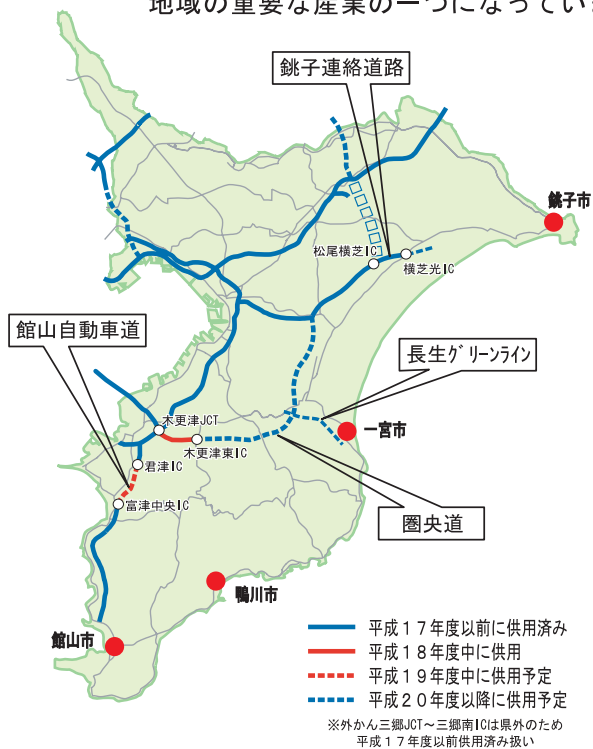 地域の重要な産業の一つになっていま
銚子連絡道路
銚子市
松尾横芝IC
横芝光IC
館山自動車道
長生グリーンライン
木更津JCT
一宮市
木更津東IC
君津IC
富津中央IC
圏央道
鴨川市
館山市
平成17年度以前に供用済み
平成18年度中に供用
平成19年度中に供用予定
平成20年度以降に供用予定
※外かん三郷JCT～三郷南ICは県外のため
平成17年度以前供用済み扱い